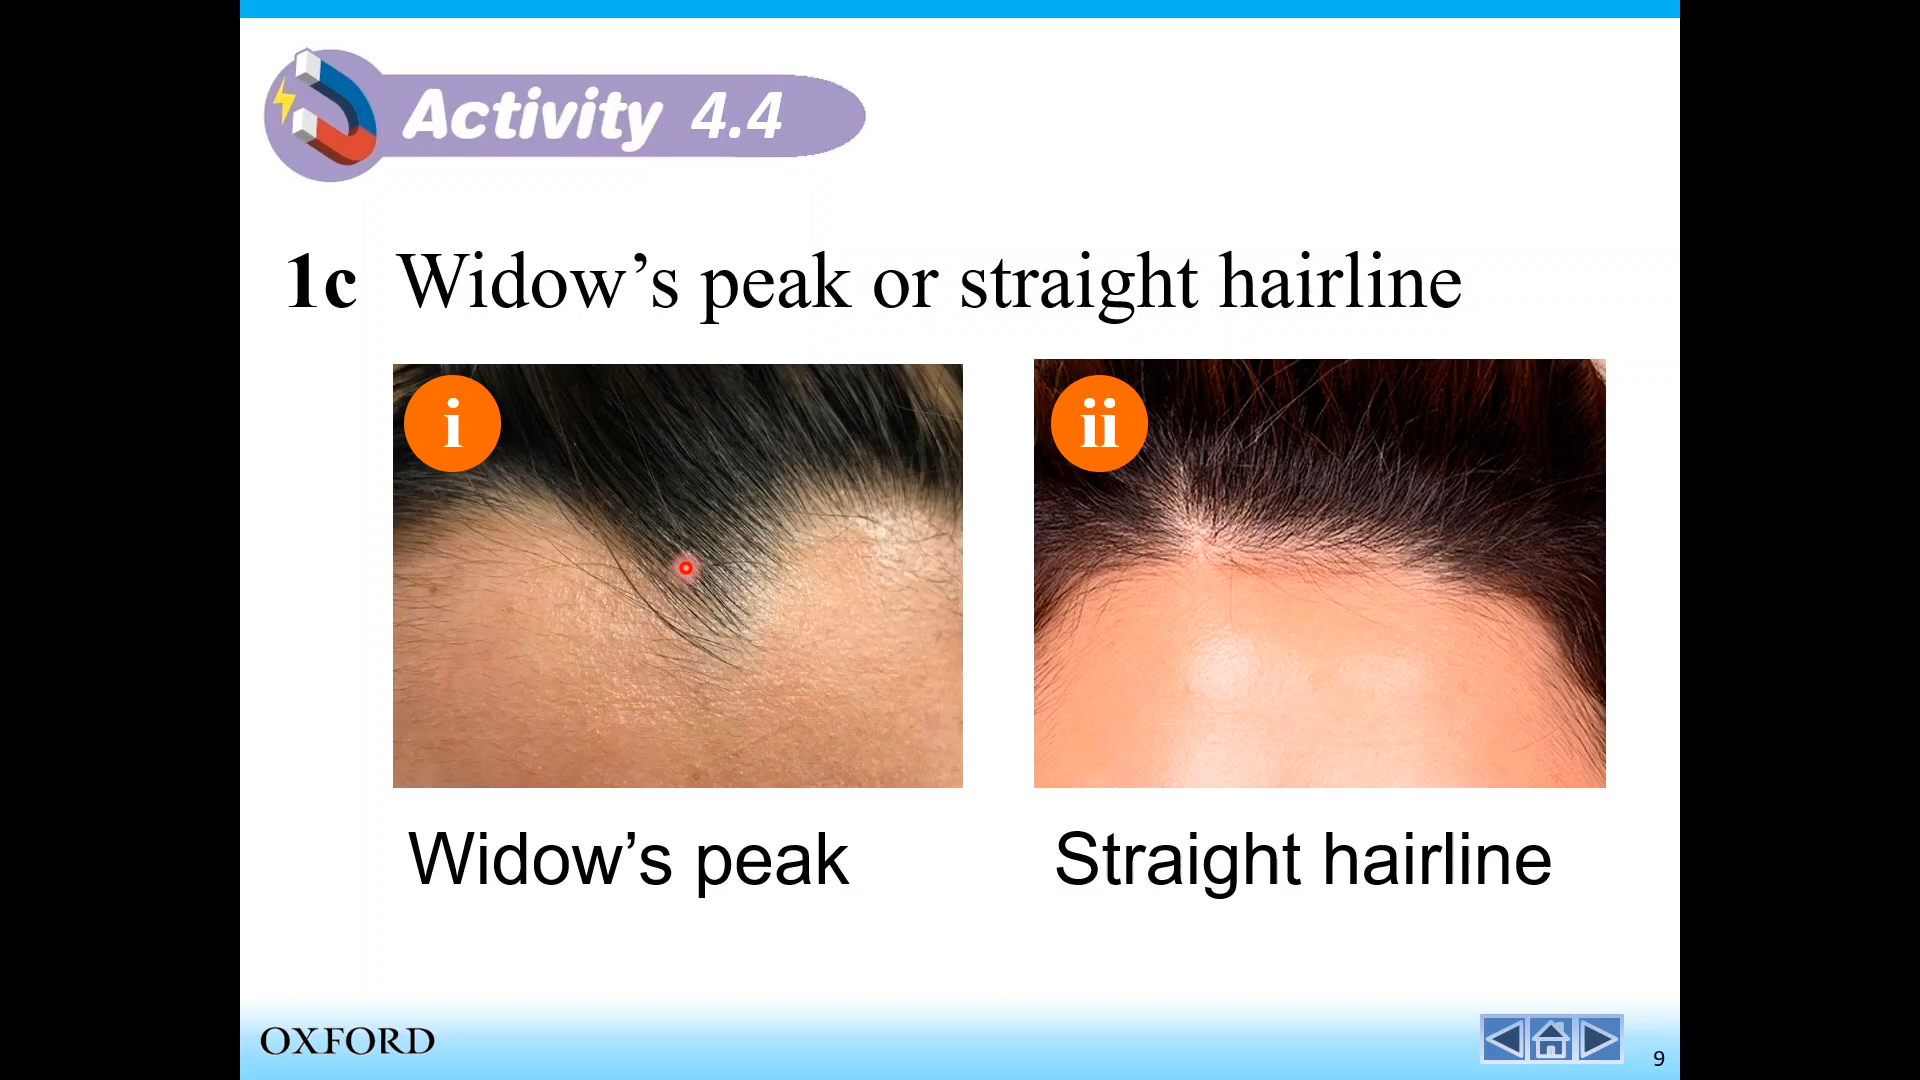 Activity 4.4
1c Widow’s peak or straight hairline
i
ii
Widow’s peak
Straight hairline
OXFORD
9